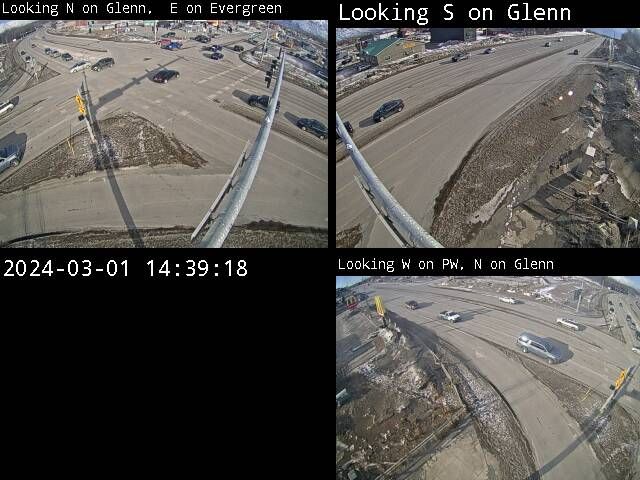 Looking N on Glenn,  E on Evergreen
Looking S on Glenn
2024-03-01 14:39:18
Looking W on PW, N on Glenn